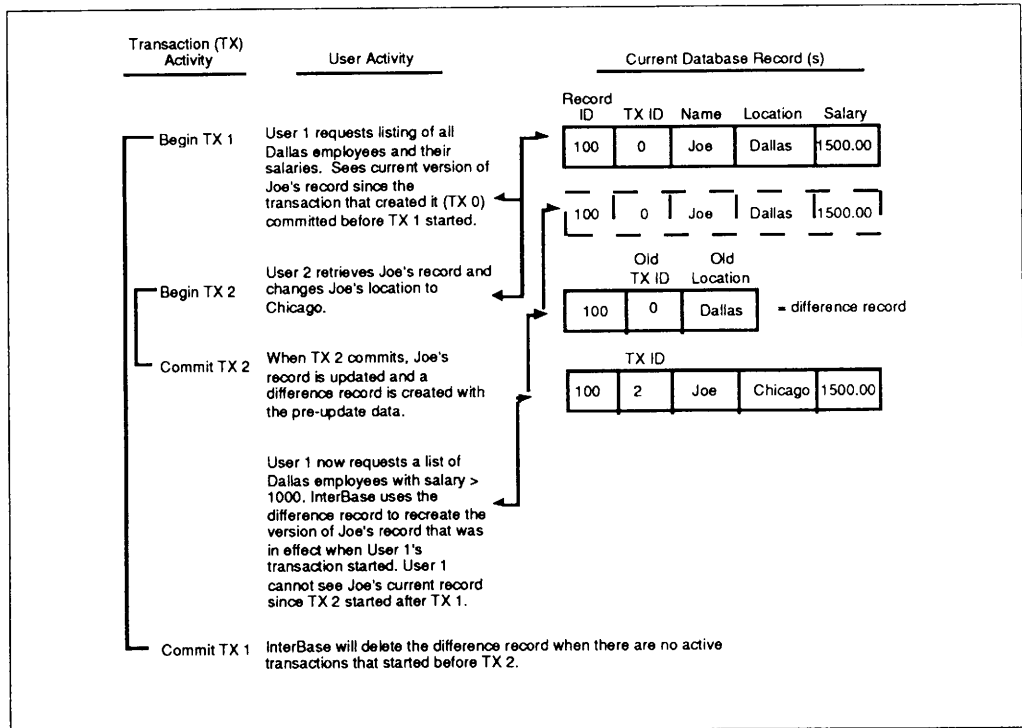 Transaction (TX)
Activity
User Activity
Current Database Record (s)
Record
ID TX ID Name Location Salary
Begin TX 1
User 1 requests listing of all
Dallas employees and their
salaries. Sees current version of
Joe's record since the
transaction that created it (TX 0)
committed before TX 1 started.
100 0 Joe Dallas 1500.00
100 0 Joe Dallas 1500.00
Begin TX 2
User 2 retrieves Joe's record and
changes Joe's location to
Chicago.
Old Old
TX ID Location
100 0 Dallas = difference record
Commit TX 2
When TX 2 commits, Joe's
record is updated and a
difference record is created with
the pre-update data.
TX ID
100 2 Joe Chicago 1500.00
User 1 now requests a list of
Dallas employees with salary >
1000. InterBase uses the
difference record to recreate the
version of Joe's record that was
in effect when User 1's
transaction started. User 1
cannot see Joe's current record
since TX 2 started after TX 1.
Commit TX 1
InterBase will delete the difference record when there are no active
transactions that started before TX 2.